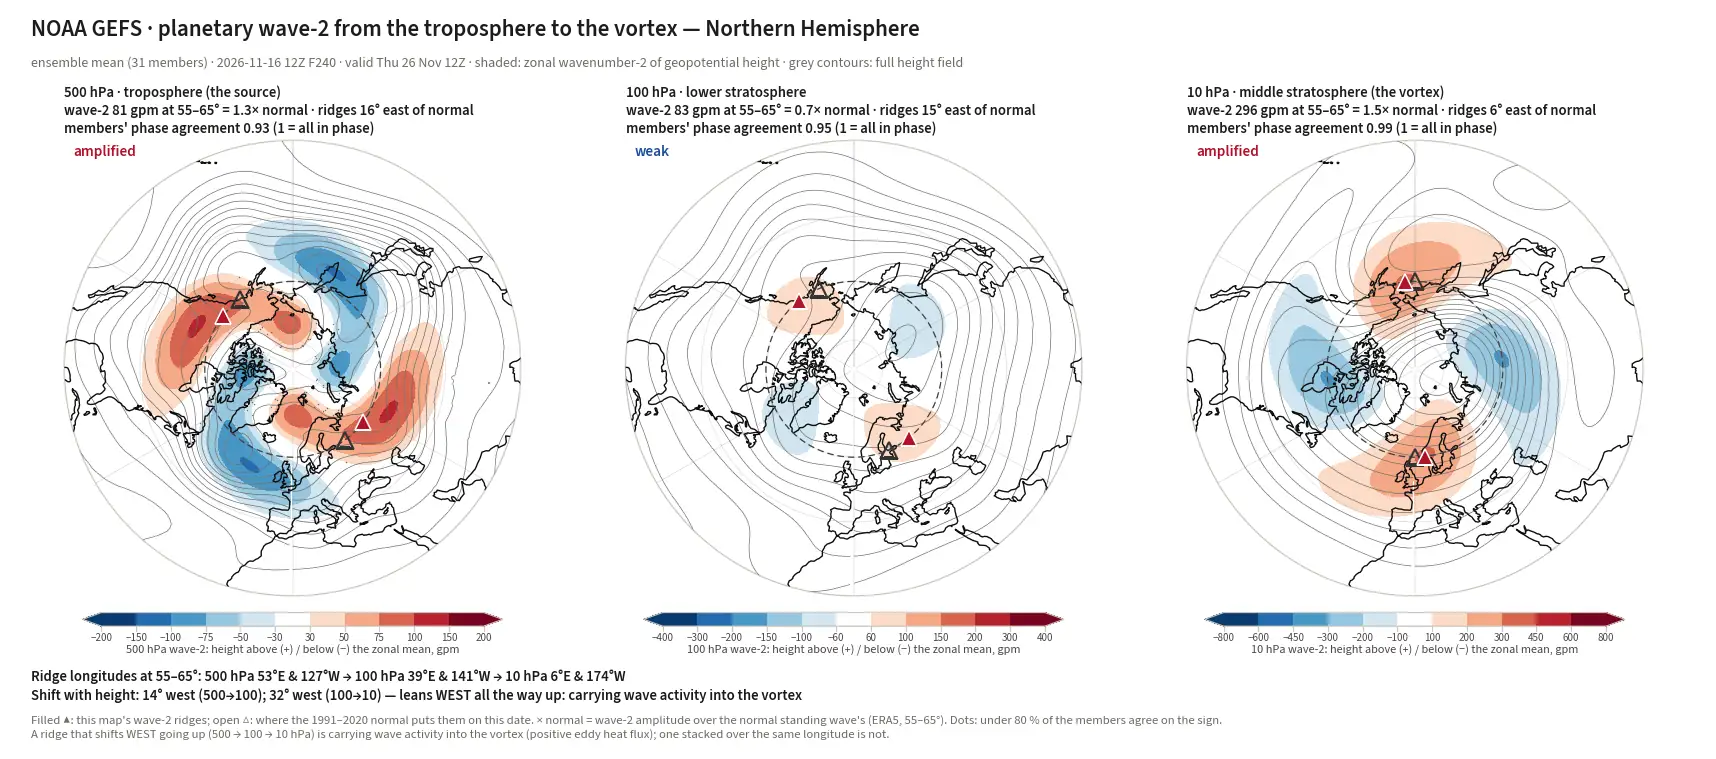 NOAA GEFS · planetary wave-2 from the troposphere to the vortex — Northern Hemisphere
ensemble mean (31 members) · 2026-11-16 12Z F240 · valid Thu 26 Nov 12Z · shaded: zonal wavenumber-2 of geopotential height · grey contours: full height field
500 hPa · troposphere (the source)
wave-2 81 gpm at 55–65° = 1.3× normal · ridges 16° east of normal
members' phase agreement 0.93 (1 = all in phase)
amplified
100 hPa · lower stratosphere
wave-2 83 gpm at 55–65° = 0.7× normal · ridges 15° east of normal
members' phase agreement 0.95 (1 = all in phase)
weak
10 hPa · middle stratosphere (the vortex)
wave-2 296 gpm at 55–65° = 1.5× normal · ridges 6° east of normal
members' phase agreement 0.99 (1 = all in phase)
amplified
−200 −150 −100 −75 −50 −30 30 50 75 100 150 200
500 hPa wave-2: height above (+) / below (−) the zonal mean, gpm
−400 −300 −200 −150 −100 −60 60 100 150 200 300 400
100 hPa wave-2: height above (+) / below (−) the zonal mean, gpm
−800 −600 −450 −300 −200 −100 100 200 300 450 600 800
10 hPa wave-2: height above (+) / below (−) the zonal mean, gpm
Ridge longitudes at 55–65°: 500 hPa 53°E & 127°W → 100 hPa 39°E & 141°W → 10 hPa 6°E & 174°W
Shift with height: 14° west (500→100); 32° west (100→10) — leans WEST all the way up: carrying wave activity into the vortex
Filled ▲: this map's wave-2 ridges; open △: where the 1991–2020 normal puts them on this date. × normal = wave-2 amplitude over the normal standing wave's (ERA5, 55–65°). Dots: under 80 % of the members agree on the sign.
A ridge that shifts WEST going up (500 → 100 → 10 hPa) is carrying wave activity into the vortex (positive eddy heat flux); one stacked over the same longitude is not.